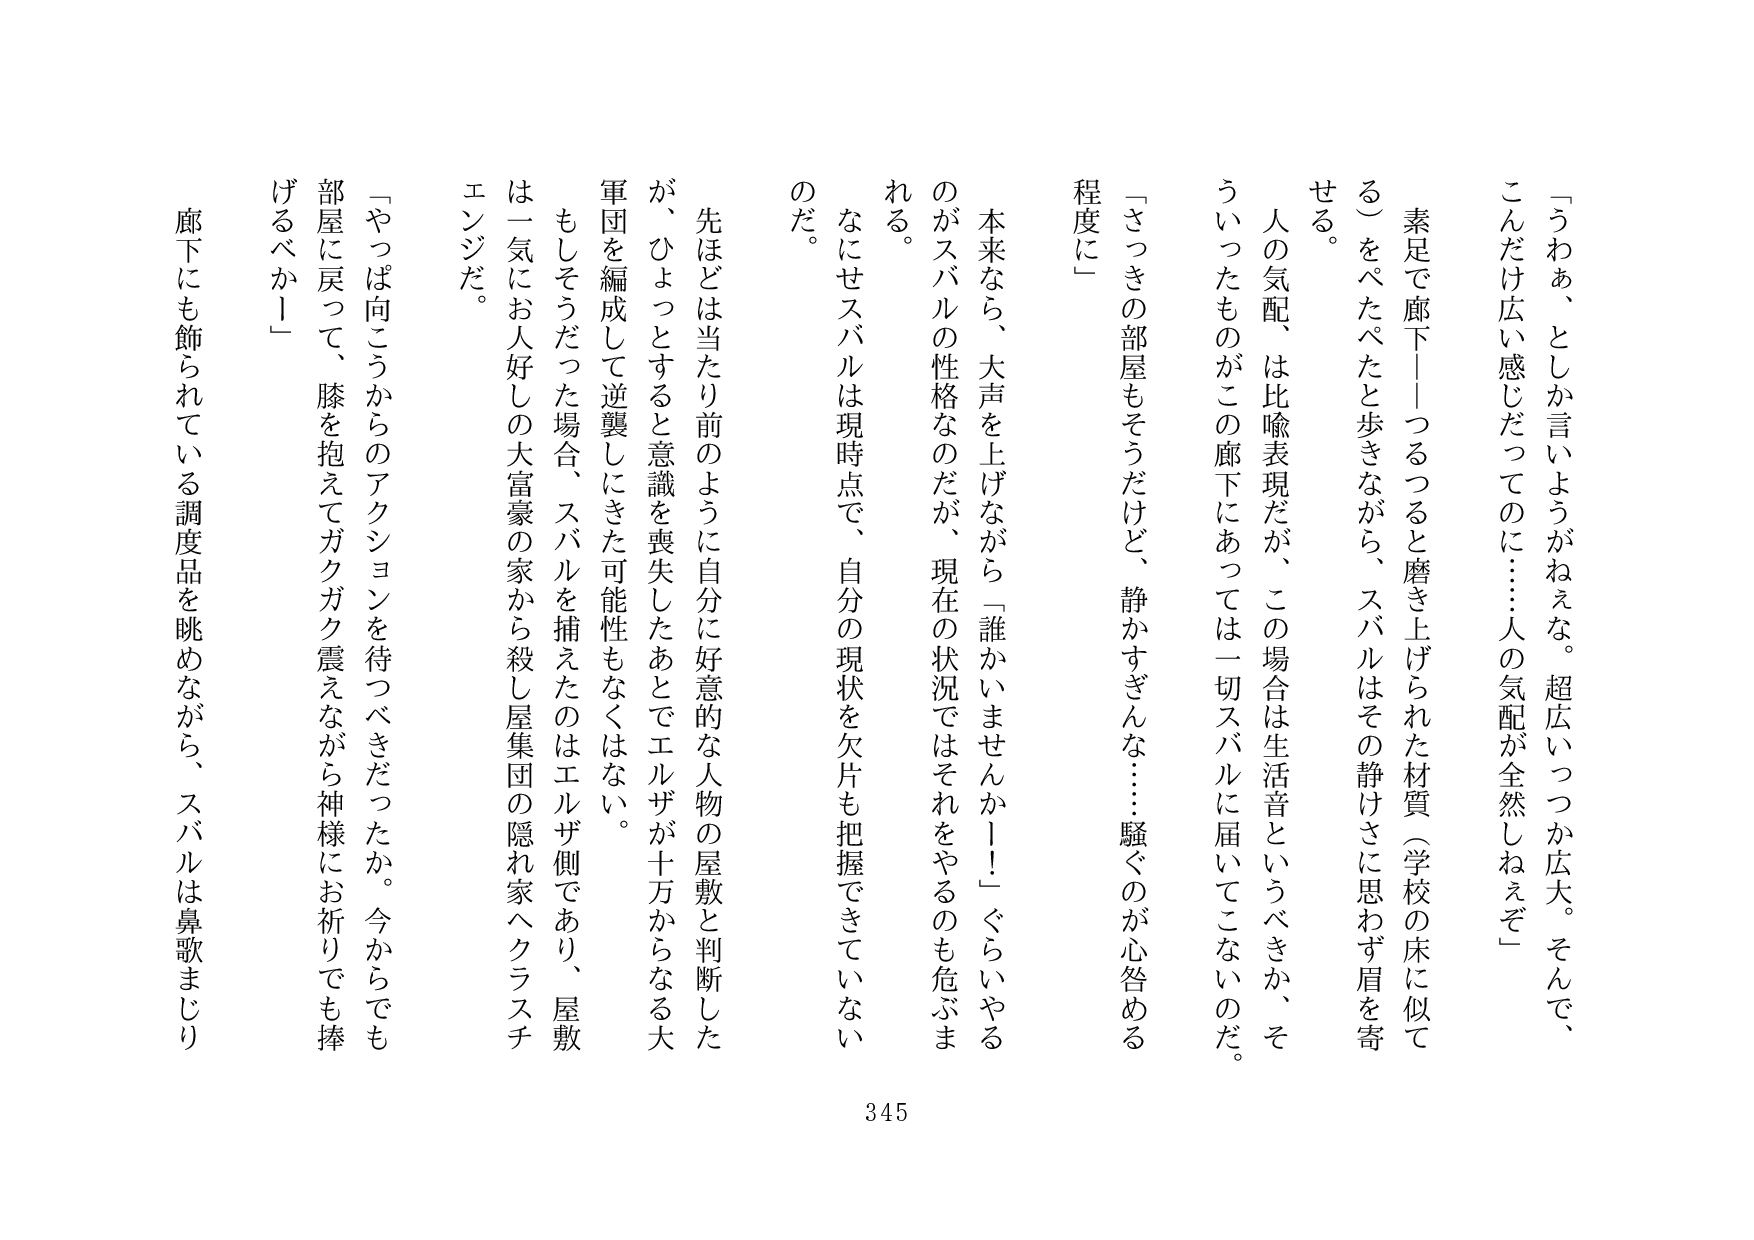 「うわぁ、としか言いようがねぇな。超広いっつか広大。そんで、
こんだけ広い感じだってのに……人の気配が全然しねぇぞ」
素足で廊下――つるつると磨き上げられた材質（学校の床に似て
る）をぺたぺたと歩きながら、スバルはその静けさに思わず眉を寄
せる。
人の気配、は比喩表現だが、この場合は生活音というべきか、そ
ういったものがこの廊下にあっては一切スバルに届いてこないのだ。
「さっきの部屋もそうだけど、静かすぎんな……騒ぐのが心咎める
程度に」
本来なら、大声を上げながら「誰かいませんかー！」ぐらいやる
のがスバルの性格なのだが、現在の状況ではそれをやるのも危ぶま
れる。
なにせスバルは現時点で、自分の現状を欠片も把握できていない
のだ。
先ほどは当たり前のように自分に好意的な人物の屋敷と判断した
が、ひょっとすると意識を喪失したあとでエルザが十万からなる大
軍団を編成して逆襲しにきた可能性もなくはない。
もしそうだった場合、スバルを捕えたのはエルザ側であり、屋敷
は一気にお人好しの大富豪の家から殺し屋集団の隠れ家へクラスチ
ェンジだ。
「やっぱ向こうからのアクションを待つべきだったか。今からでも
部屋に戻って、膝を抱えてガクガク震えながら神様にお祈りでも捧
げるべかー」
廊下にも飾られている調度品を眺めながら、スバルは鼻歌まじり
345